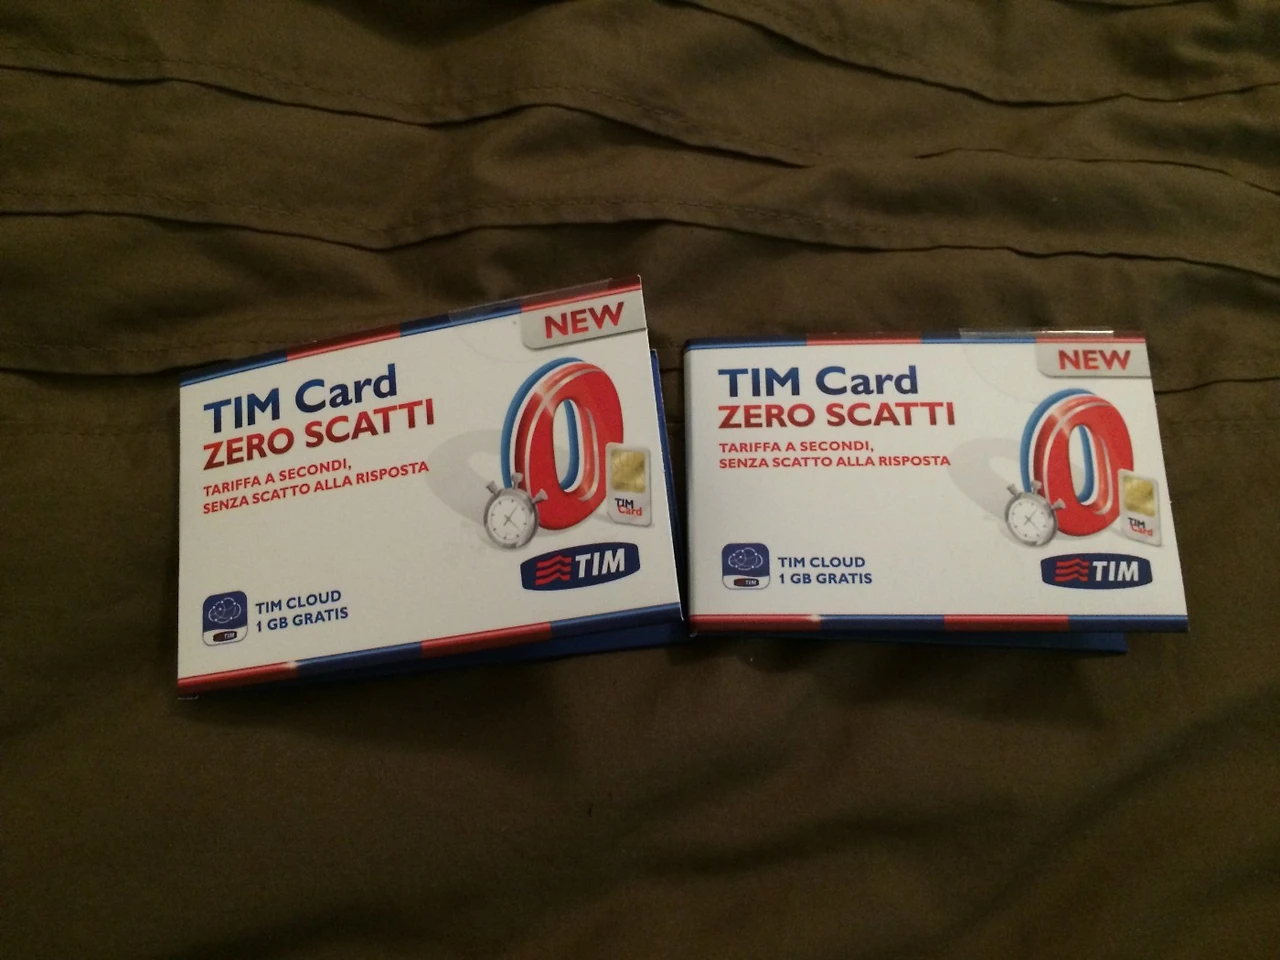 NEW
TIM Card
ZERO SCATTI
TARIFFA A SECONDI,
SENZA SCATTO ALLA RISPOSTA
TIM
Card
TIM
TIM CLOUD
1 GB GRATIS
TIM
NEW
TIM Card
ZERO SCATTI
TARIFFA A SECONDI,
SENZA SCATTO ALLA RISPOSTA
TIM
Card
TIM
TIM CLOUD
1 GB GRATIS
TIM